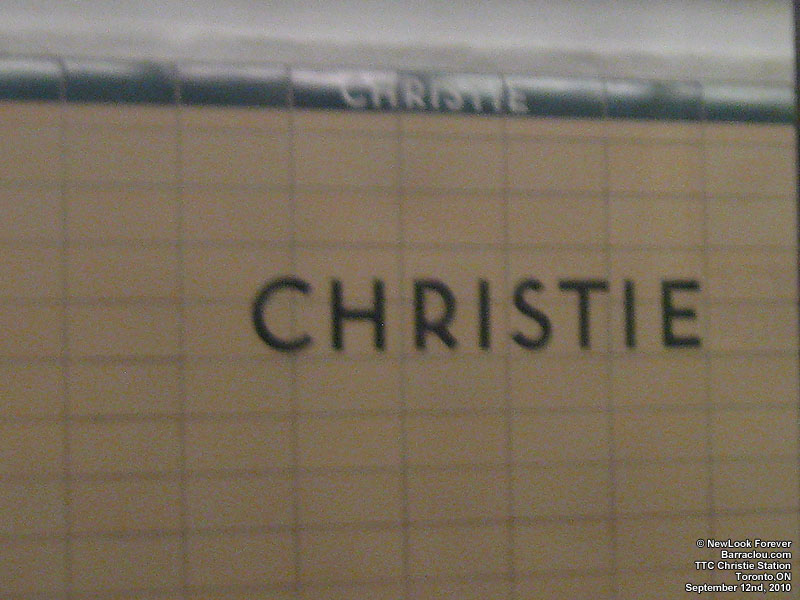 CHRISTIE
CHRISTIE
© NewLook Forever
Barraclou.com
TTC Christie Station
Toronto,ON
September 12nd, 2010